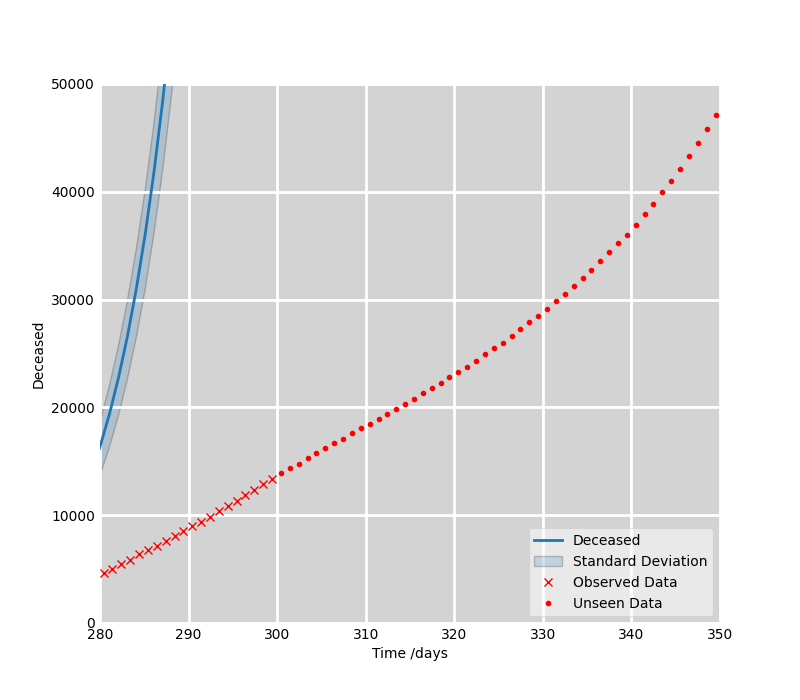 50000
40000
30000
20000
10000
0
Deceased
280 290 300 310 320 330 340 350
Time /days
Deceased
Standard Deviation
Observed Data
Unseen Data